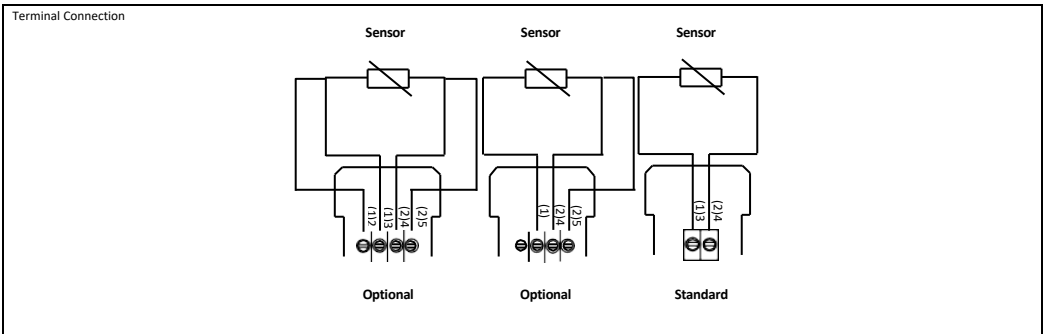 Terminal Connection
Sensor
Sensor
Sensor
(1)2
(1)3
(2)4
(2)5
(1)
(2)4
(2)5
(1)3
(2)4
Optional
Optional
Standard